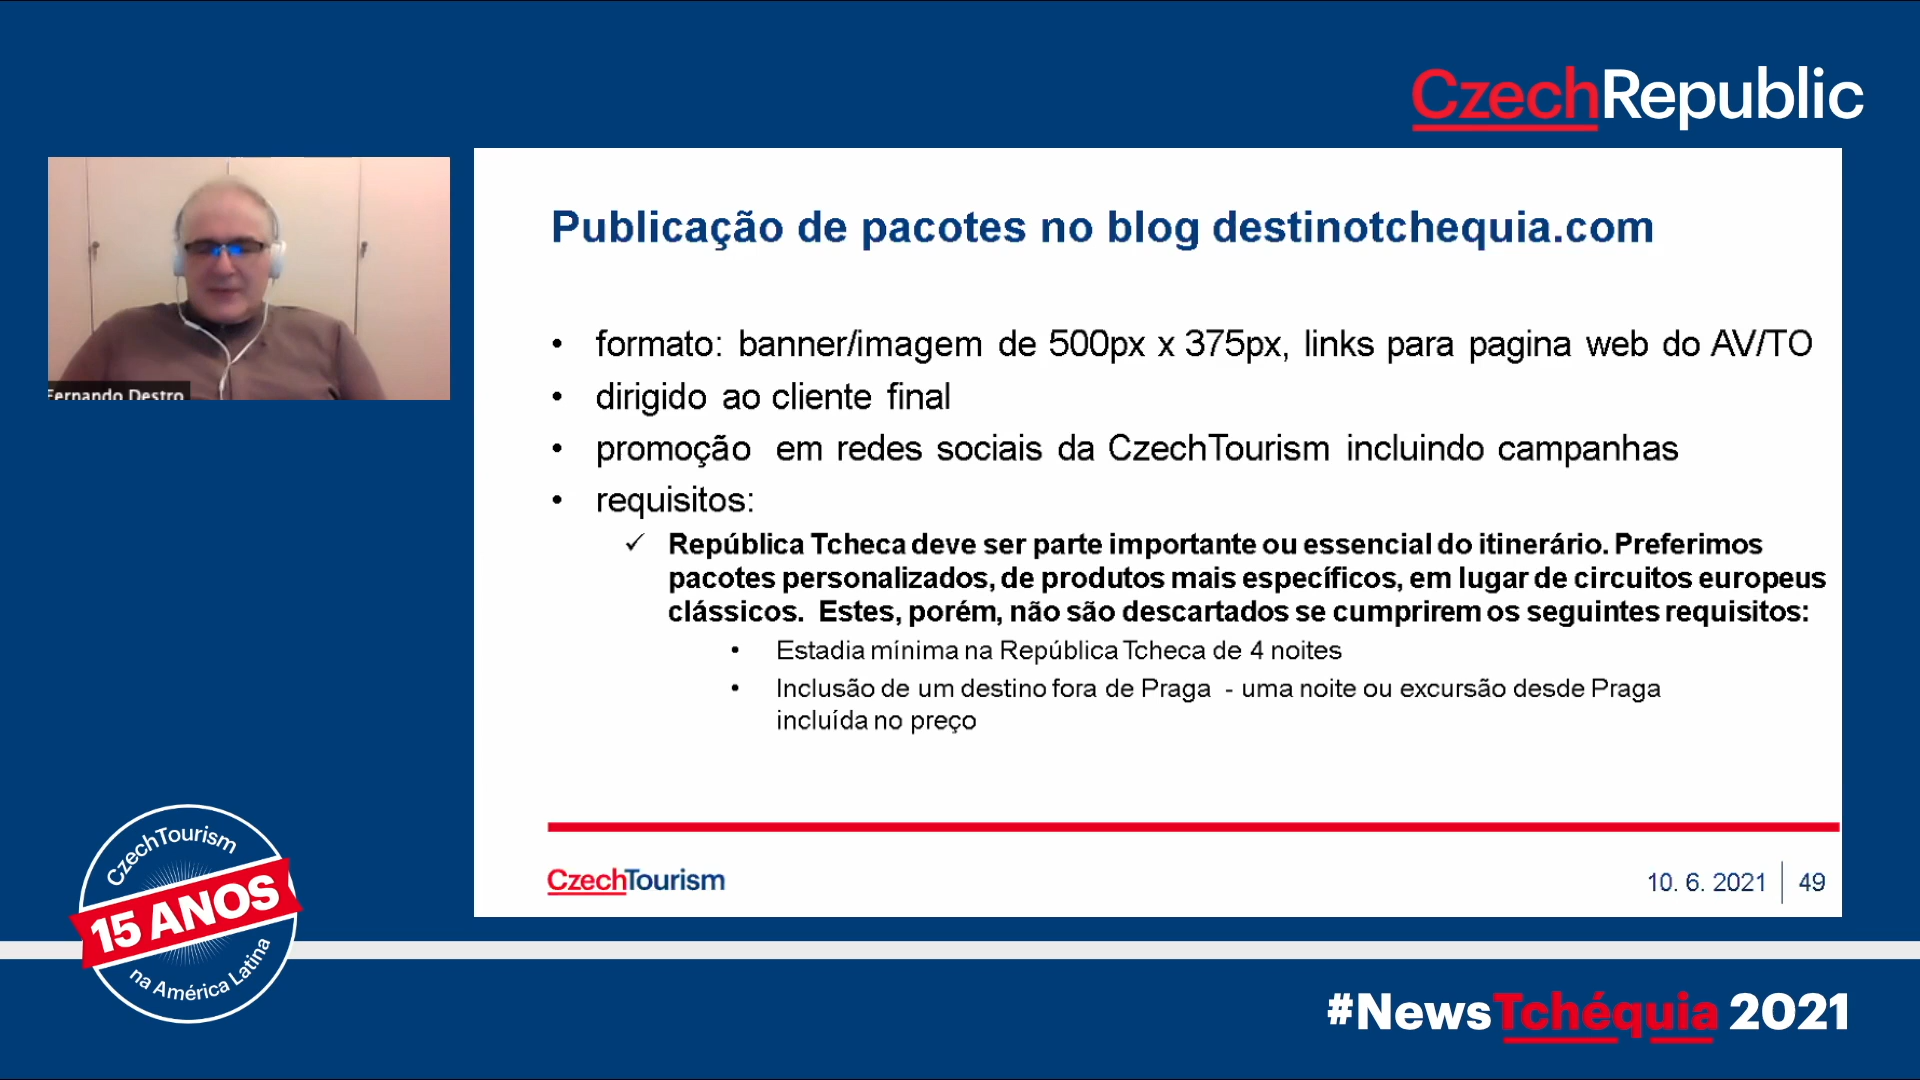 CzechRepublic
Fernando Destro
Publicação de pacotes no blog destinotchequia.com
• formato: banner/imagem de 500px x 375px, links para pagina web do AV/TO
• dirigido ao cliente final
• promoção em redes sociais da CzechTourism incluindo campanhas
• requisitos:
✓ República Tcheca deve ser parte importante ou essencial do itinerário. Preferimos
pacotes personalizados, de produtos mais específicos, em lugar de circuitos europeus
clássicos. Estes, porém, não são descartados se cumprirem os seguintes requisitos:
• Estadia mínima na República Tcheca de 4 noites
• Inclusão de um destino fora de Praga - uma noite ou excursão desde Praga
incluída no preço
CzechTourism
10. 6. 2021 | 49
CzechTourism
15 ANOS
na América Latina
#NewsTchéquia 2021